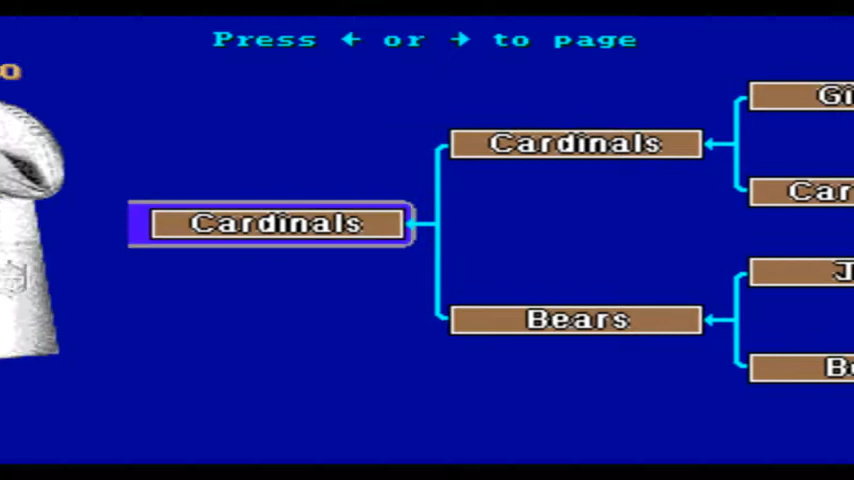 Press ← or → to page
Cardinals
Cardinals
Bears